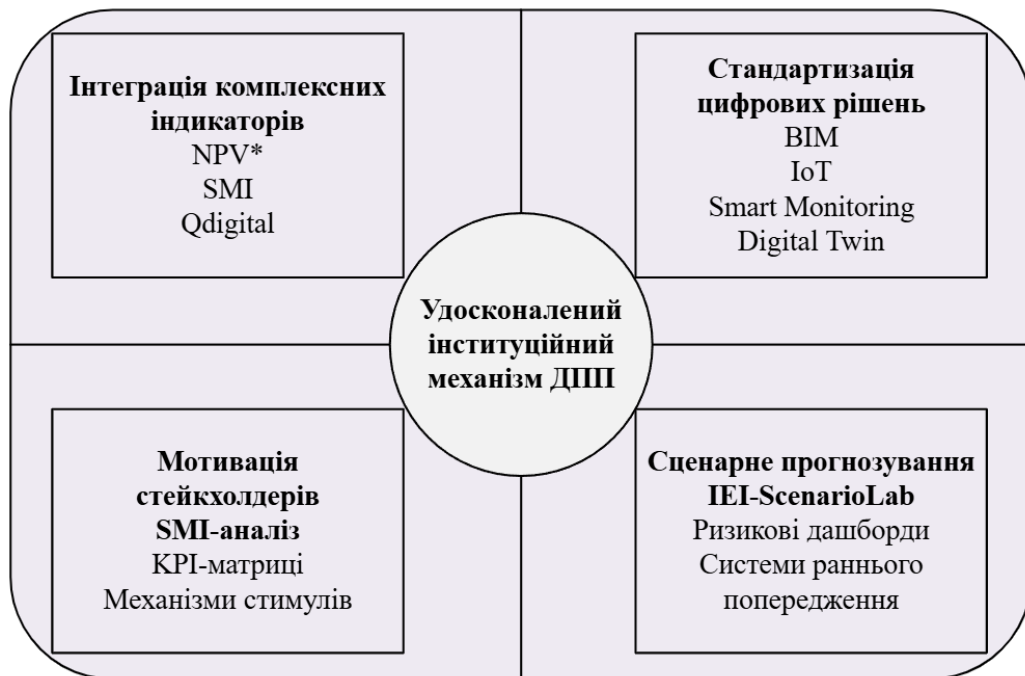 Інтеграція комплексних
індикаторів
NPV*
SMI
Qdigital
Стандартизація
цифрових рішень
BIM
IoT
Smart Monitoring
Digital Twin
Удосконалений
інституційний
механізм ДПП
Мотивація
стейкхолдерів
SMI-аналіз
KPI-матриці
Механізми стимулів
Сценарне прогнозування
IEI-ScenarioLab
Ризикові дашборди
Системи раннього
попередження